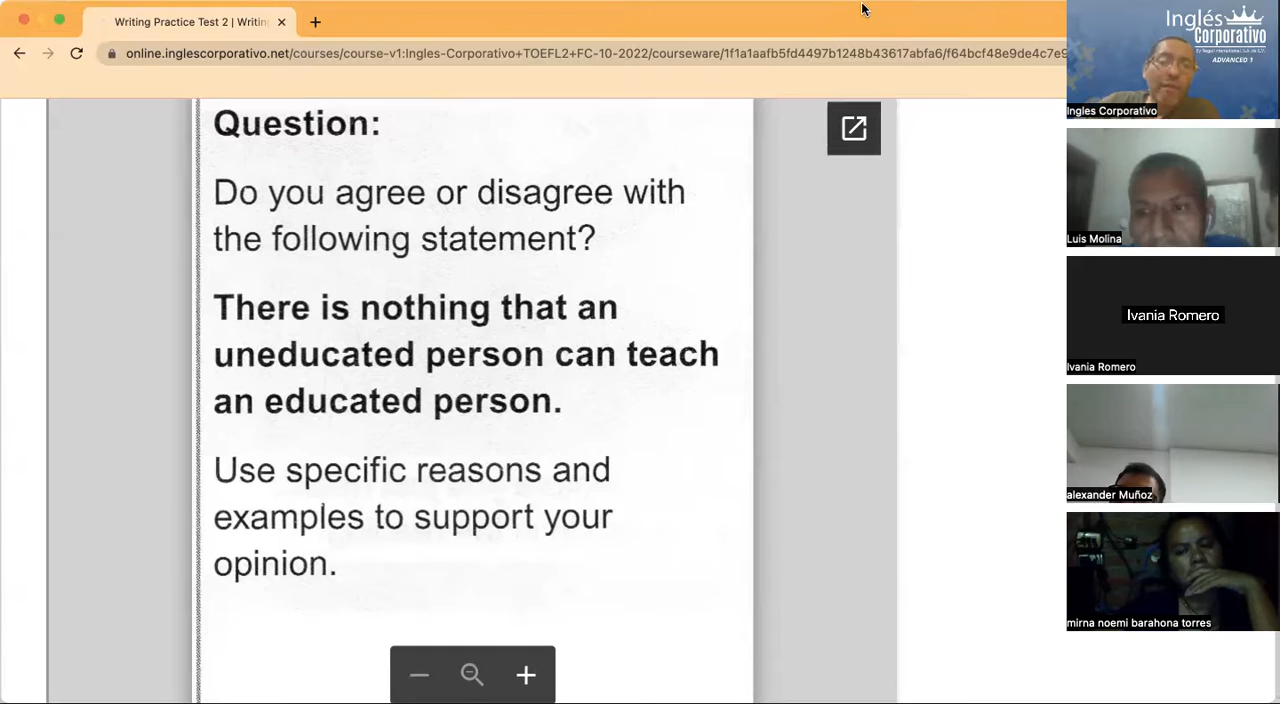 Writing Practice Test 2 | Writin
online.inglescorporativo.net/courses/course-v1:Ingles-Corporativo+TOEFL2+FC-10-2022/courseware/1f1a1aafb5fd4497b1248b43617abfa6/f64bcf48e9de4c7e9
Question:
Do you agree or disagree with
the following statement?
There is nothing that an
uneducated person can teach
an educated person.
Use specific reasons and
examples to support your
opinion.
Inglés
Corporativo
ADVANCED 1
Ingles Corporativo
Luis Molina
Ivania Romero
Ivania Romero
alexander Muñoz
mirna noemi barahona torres